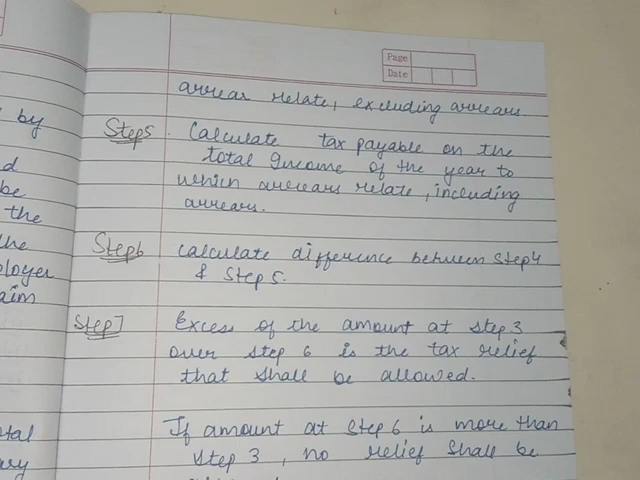 Page
Date
arrear relate, excluding arrears.
Step5. Calculate tax payable on the
total Income of the year to
which arrears relate, including
arrears.
Step6 Calculate difference between Step4
& Step 5.
Step7 Excess of the amount at step 3
over step 6 is the tax relief
that shall be allowed.
If amount at step 6 is more than
step 3, no relief shall be
by
d
be
the
the
ployer
aim
otal
ary